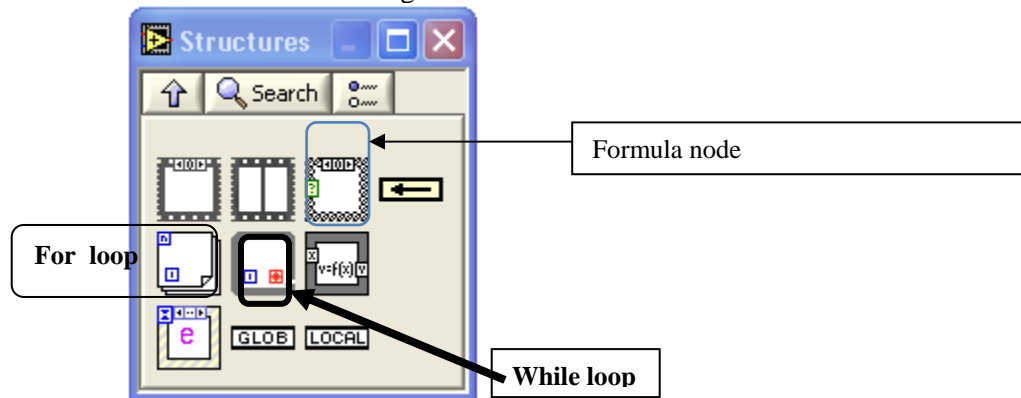 Structures
Search
Formula node
For loop
v=f(x)
e
GLOB LOCAL
While loop